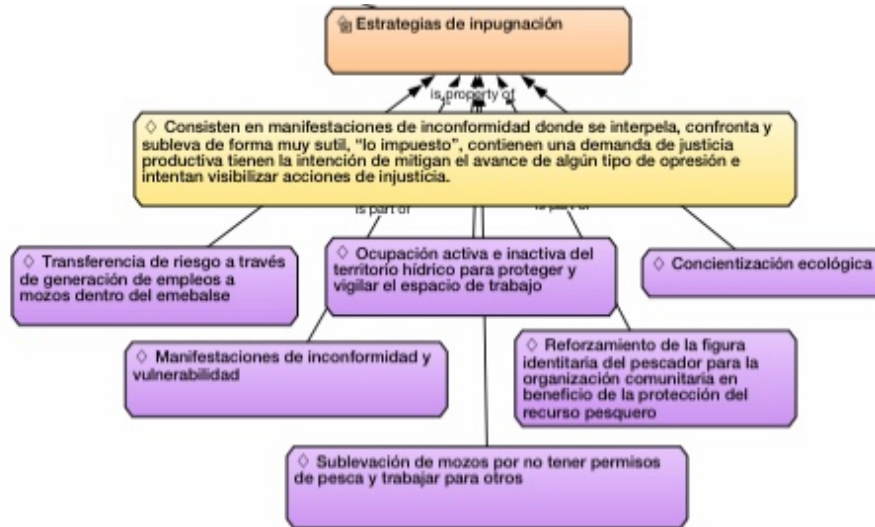 Estrategias de inpugnación
is property of
◇ Consisten en manifestaciones de inconformidad donde se interpela, confronta y
subleva de forma muy sutil, "lo impuesto", contienen una demanda de justicia
productiva tienen la intención de mitigan el avance de algún tipo de opresión e
intentan visibilizar acciones de injusticia.
is part of
is part of
◇ Transferencia de riesgo a través
de generación de empleos a
mozos dentro del emebalse
◇ Ocupación activa e inactiva del
territorio hídrico para proteger y
vigilar el espacio de trabajo
◇ Concientización ecológica
◇ Manifestaciones de inconformidad y
vulnerabilidad
◇ Reforzamiento de la figura
identitaria del pescador para la
organización comunitaria en
beneficio de la protección del
recurso pesquero
◇ Sublevación de mozos por no tener permisos
de pesca y trabajar para otros